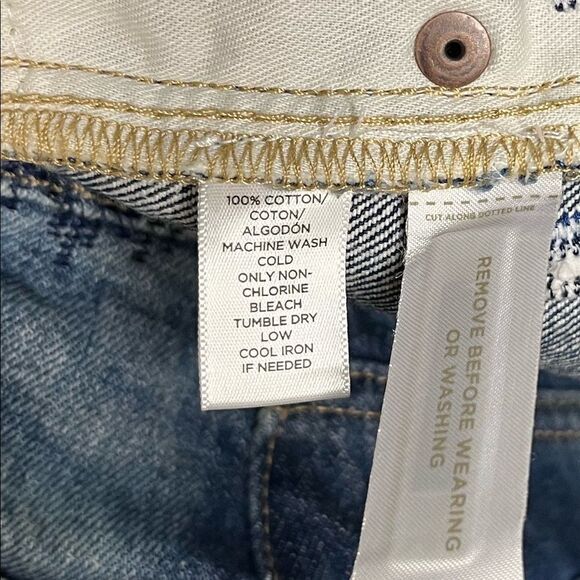 100% COTTON/
COTON/
ALGODÓN
MACHINE WASH
COLD
ONLY NON-
CHLORINE
BLEACH
TUMBLE DRY
LOW
COOL IRON
IF NEEDED
CUT ALONG DOTTED LINE
REMOVE BEFORE WEARING
OR WASHING